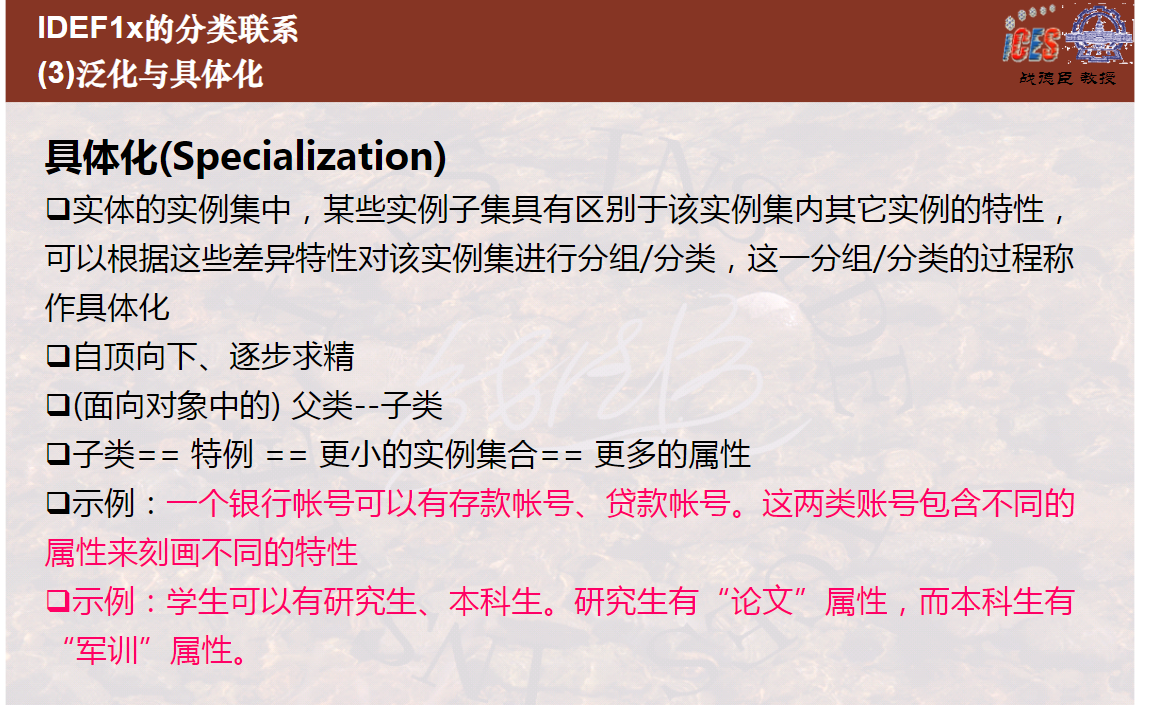 IDEF1x的分类联系
(3)泛化与具体化
iCES
战德臣 教授
具体化(Specialization)
❑实体的实例集中，某些实例子集具有区别于该实例集内其它实例的特性，
可以根据这些差异特性对该实例集进行分组/分类，这一分组/分类的过程称
作具体化
❑自顶向下、逐步求精
❑(面向对象中的) 父类--子类
❑子类== 特例 == 更小的实例集合== 更多的属性
❑示例：一个银行帐号可以有存款帐号、贷款帐号。这两类账号包含不同的
属性来刻画不同的特性
❑示例：学生可以有研究生、本科生。研究生有“论文”属性，而本科生有
“军训”属性。